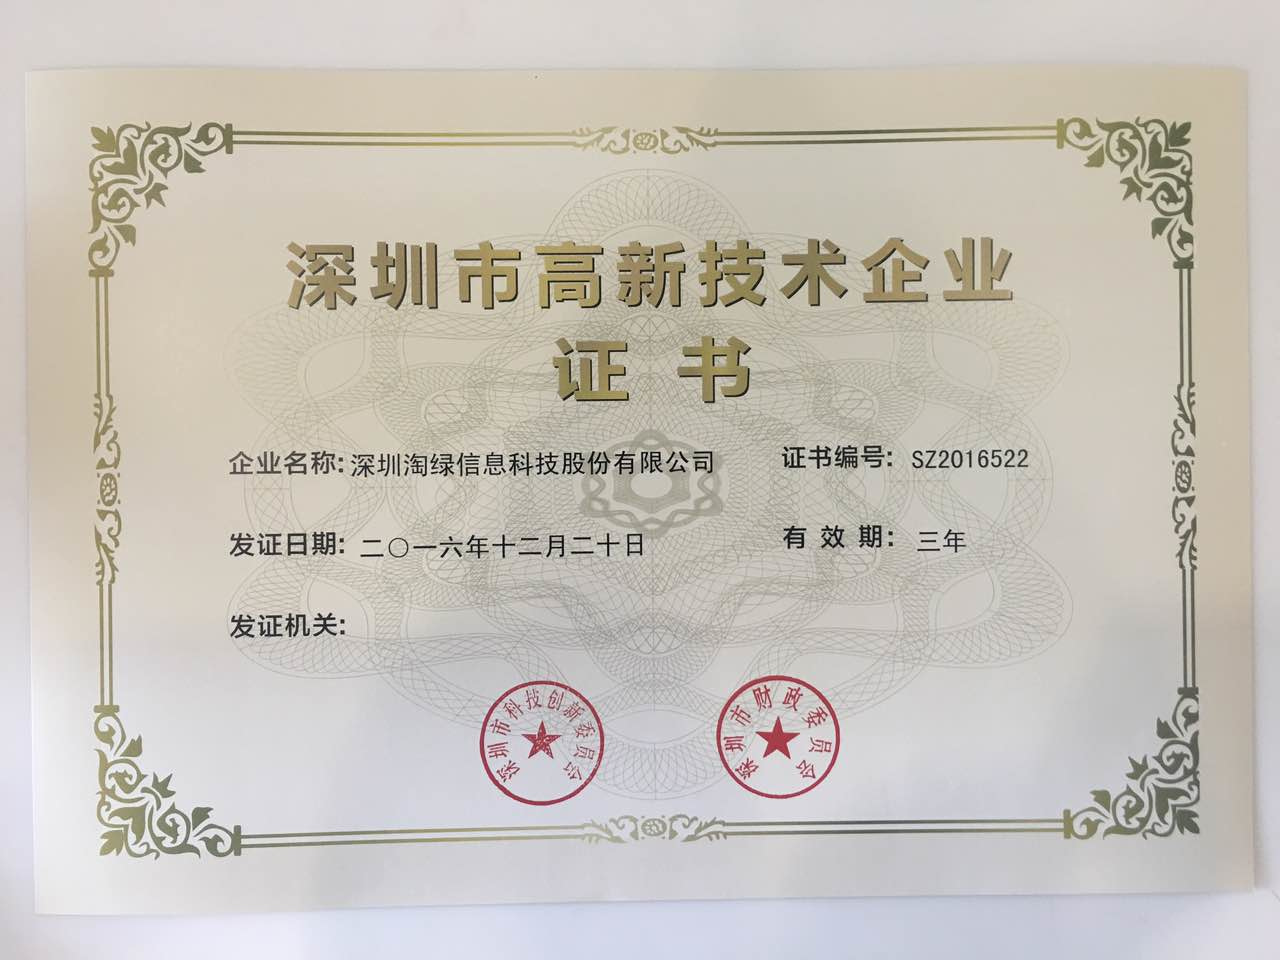 深圳市高新技术企业
证书
企业名称: 深圳淘绿信息科技股份有限公司
证书编号: SZ2016522
发证日期: 二〇一六年十二月二十日
有效期: 三年
发证机关:
深圳市科技创新委员会
深圳市财政委员会